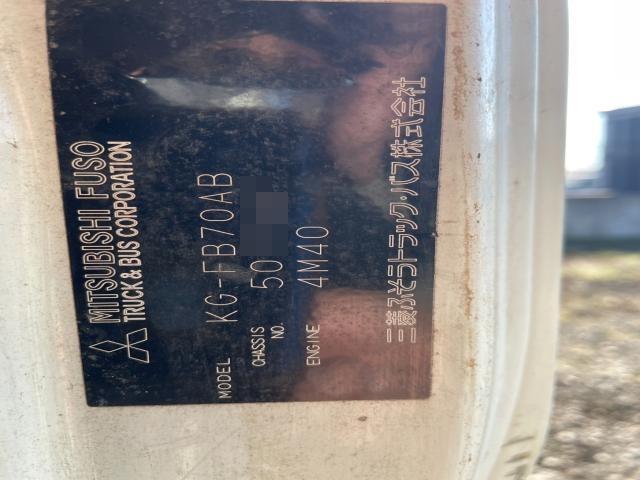 MITSUBISHI FUSO
TRUCK & BUS CORPORATION
MODEL KG-FB70AB
CHASSIS NO. 50
ENGINE 4M40
三菱ふそうトラック・バス株式会社